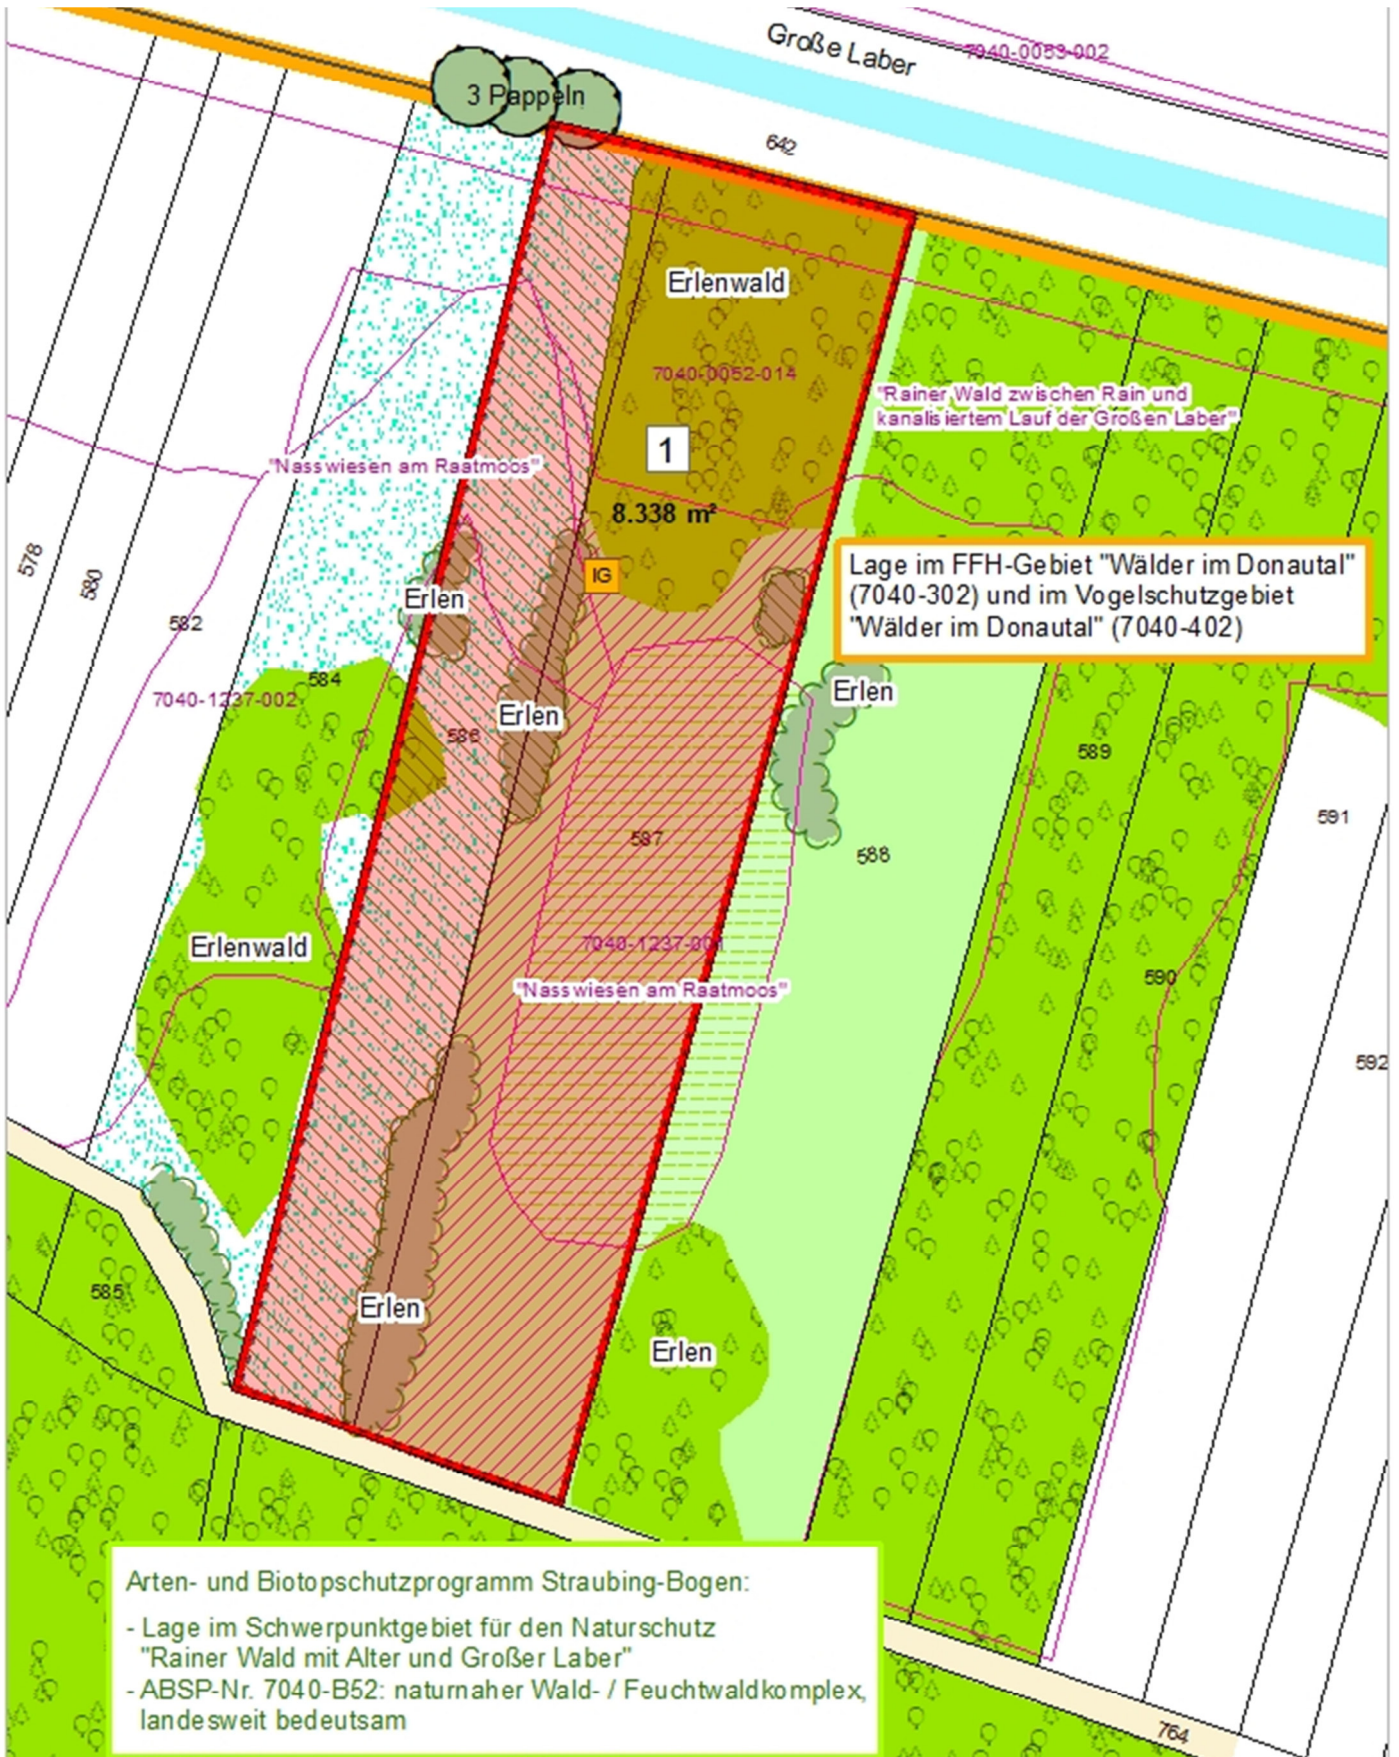 Große Laber
7040-0053-002
3 Pappeln
642
Erlenwald
7040-0052-014
"Rainer Wald zwischen Rain und
kanalisiertem Lauf der Großen Laber"
1
"Nasswiesen am Raatmoos"
8.338 m²
578
580
IG
Lage im FFH-Gebiet "Wälder im Donautal"
(7040-302) und im Vogelschutzgebiet
"Wälder im Donautal" (7040-402)
Erlen
582
584
7040-1237-002
Erlen
Erlen
586
589
591
587
588
Erlenwald
7040-1237-001
590
"Nasswiesen am Raatmoos"
592
585
Erlen
Erlen
Arten- und Biotopschutzprogramm Straubing-Bogen:
- Lage im Schwerpunktgebiet für den Naturschutz
"Rainer Wald mit Alter und Großer Laber"
- ABSP-Nr. 7040-B52: naturnaher Wald- / Feuchtwaldkomplex,
landesweit bedeutsam
764